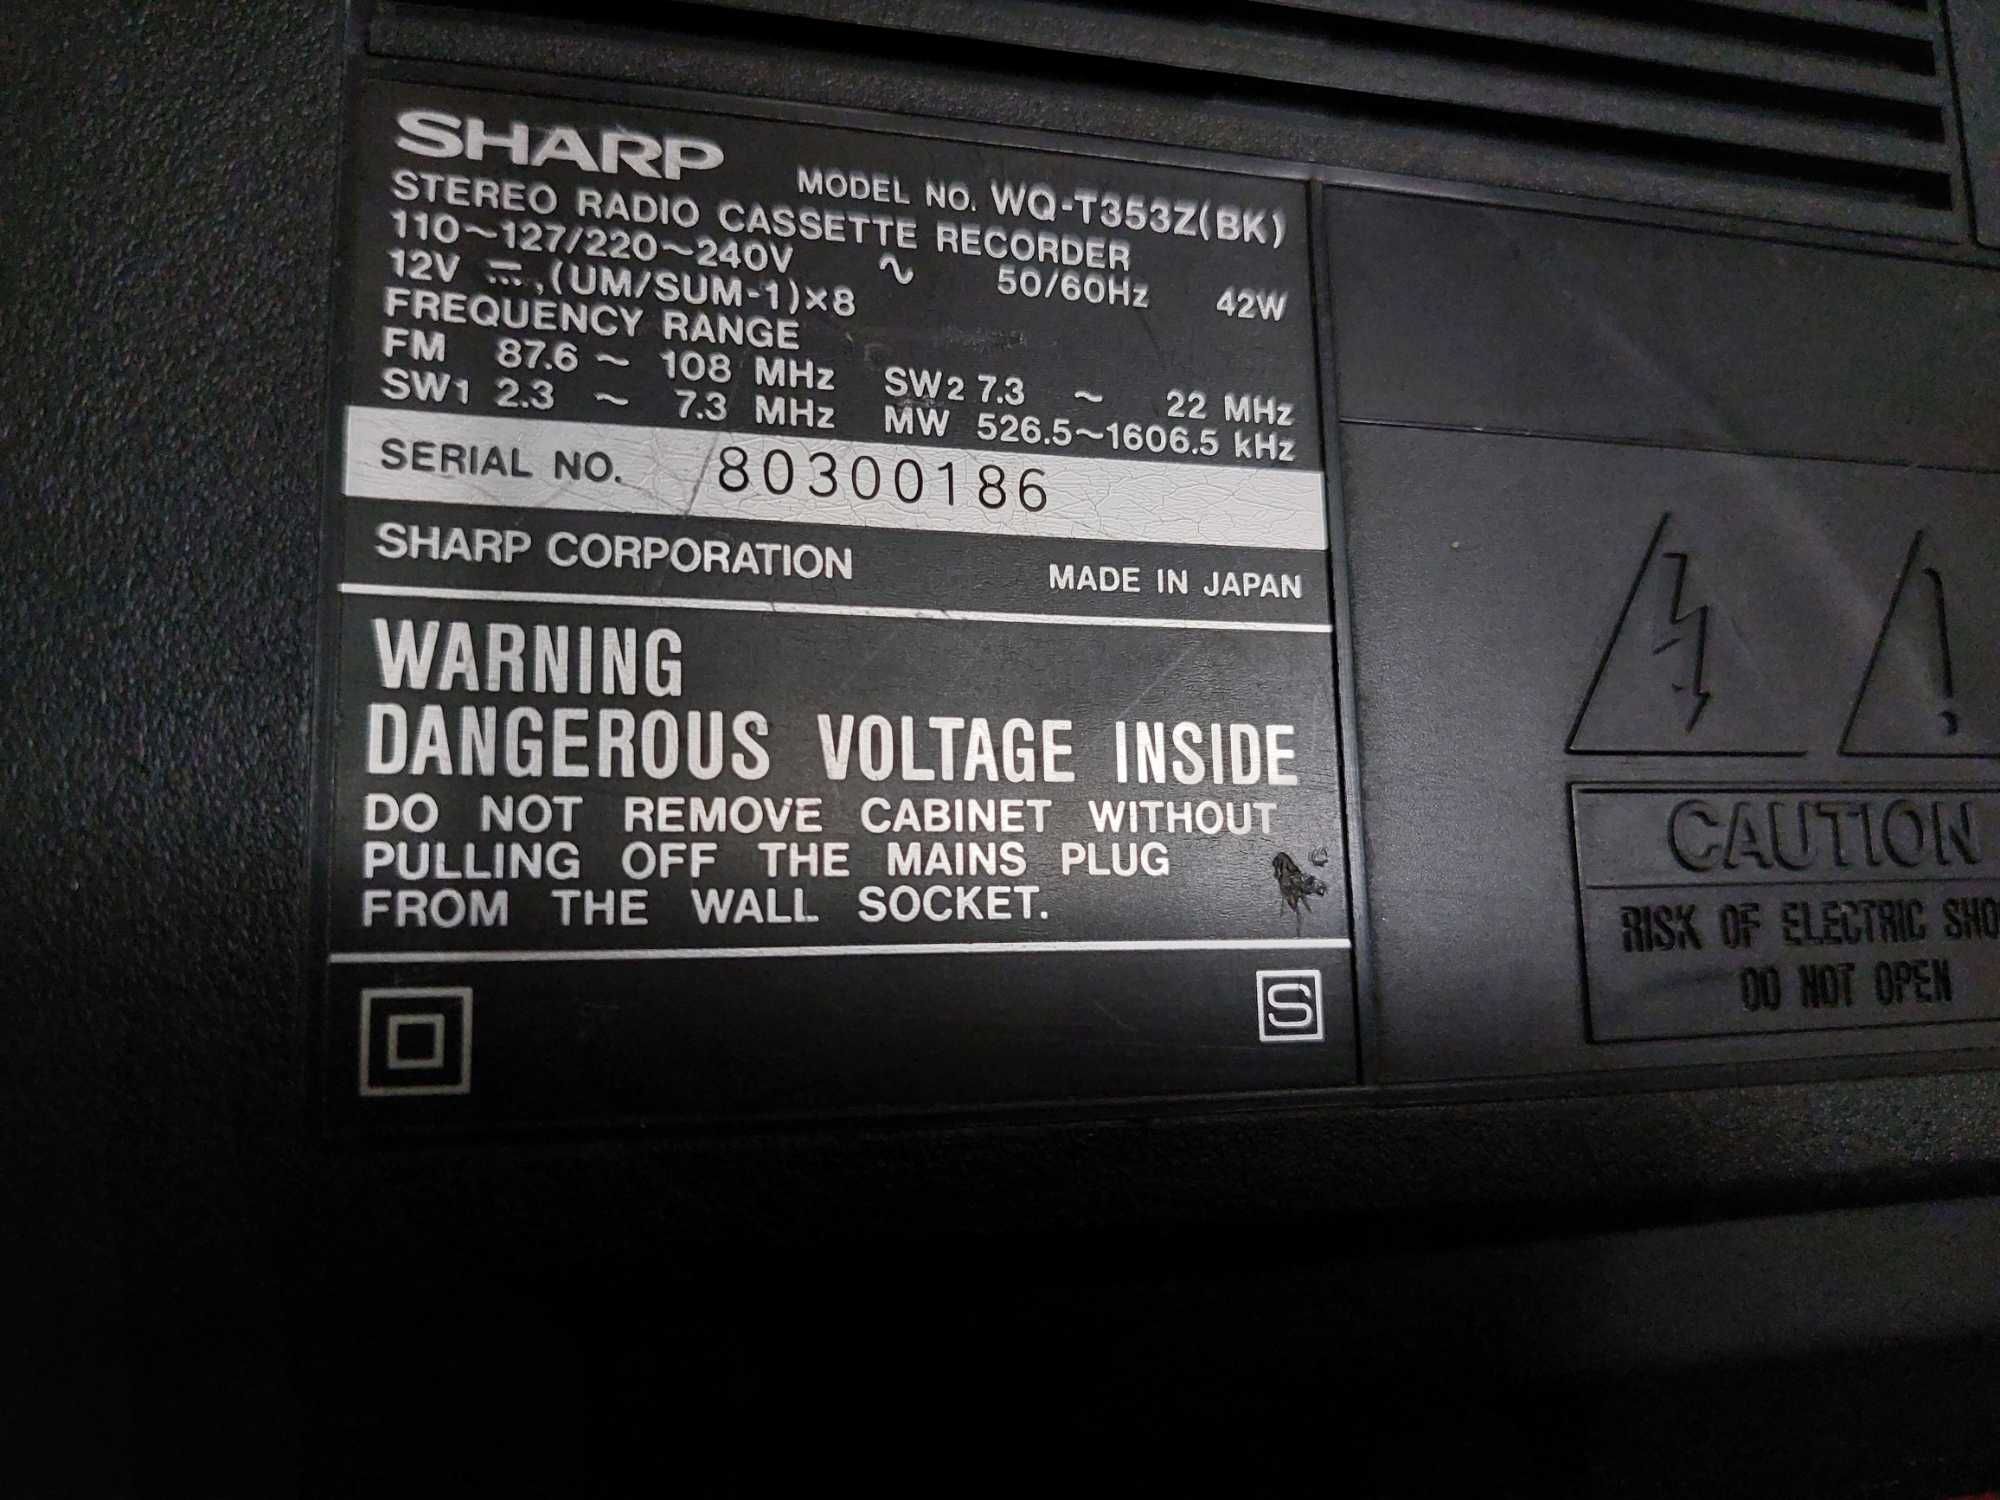 SHARP
MODEL NO. WQ-T353Z(BK)
STEREO RADIO CASSETTE RECORDER
110~127/220~240V ∿ 50/60Hz 42W
12V ⎓, (UM/SUM-1)×8
FREQUENCY RANGE
FM 87.6 ~ 108 MHz SW2 7.3 ~ 22 MHz
SW1 2.3 ~ 7.3 MHz MW 526.5~1606.5 kHz
SERIAL NO. 80300186
SHARP CORPORATION MADE IN JAPAN
WARNING
DANGEROUS VOLTAGE INSIDE
DO NOT REMOVE CABINET WITHOUT
PULLING OFF THE MAINS PLUG
FROM THE WALL SOCKET.
S
CAUTION
RISK OF ELECTRIC SHO
DO NOT OPEN